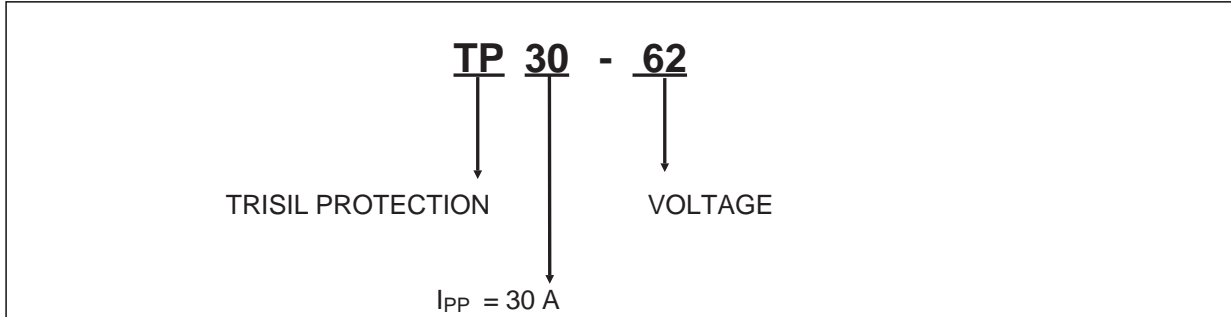 TP 30 - 62
TRISIL PROTECTION VOLTAGE
IPP = 30 A